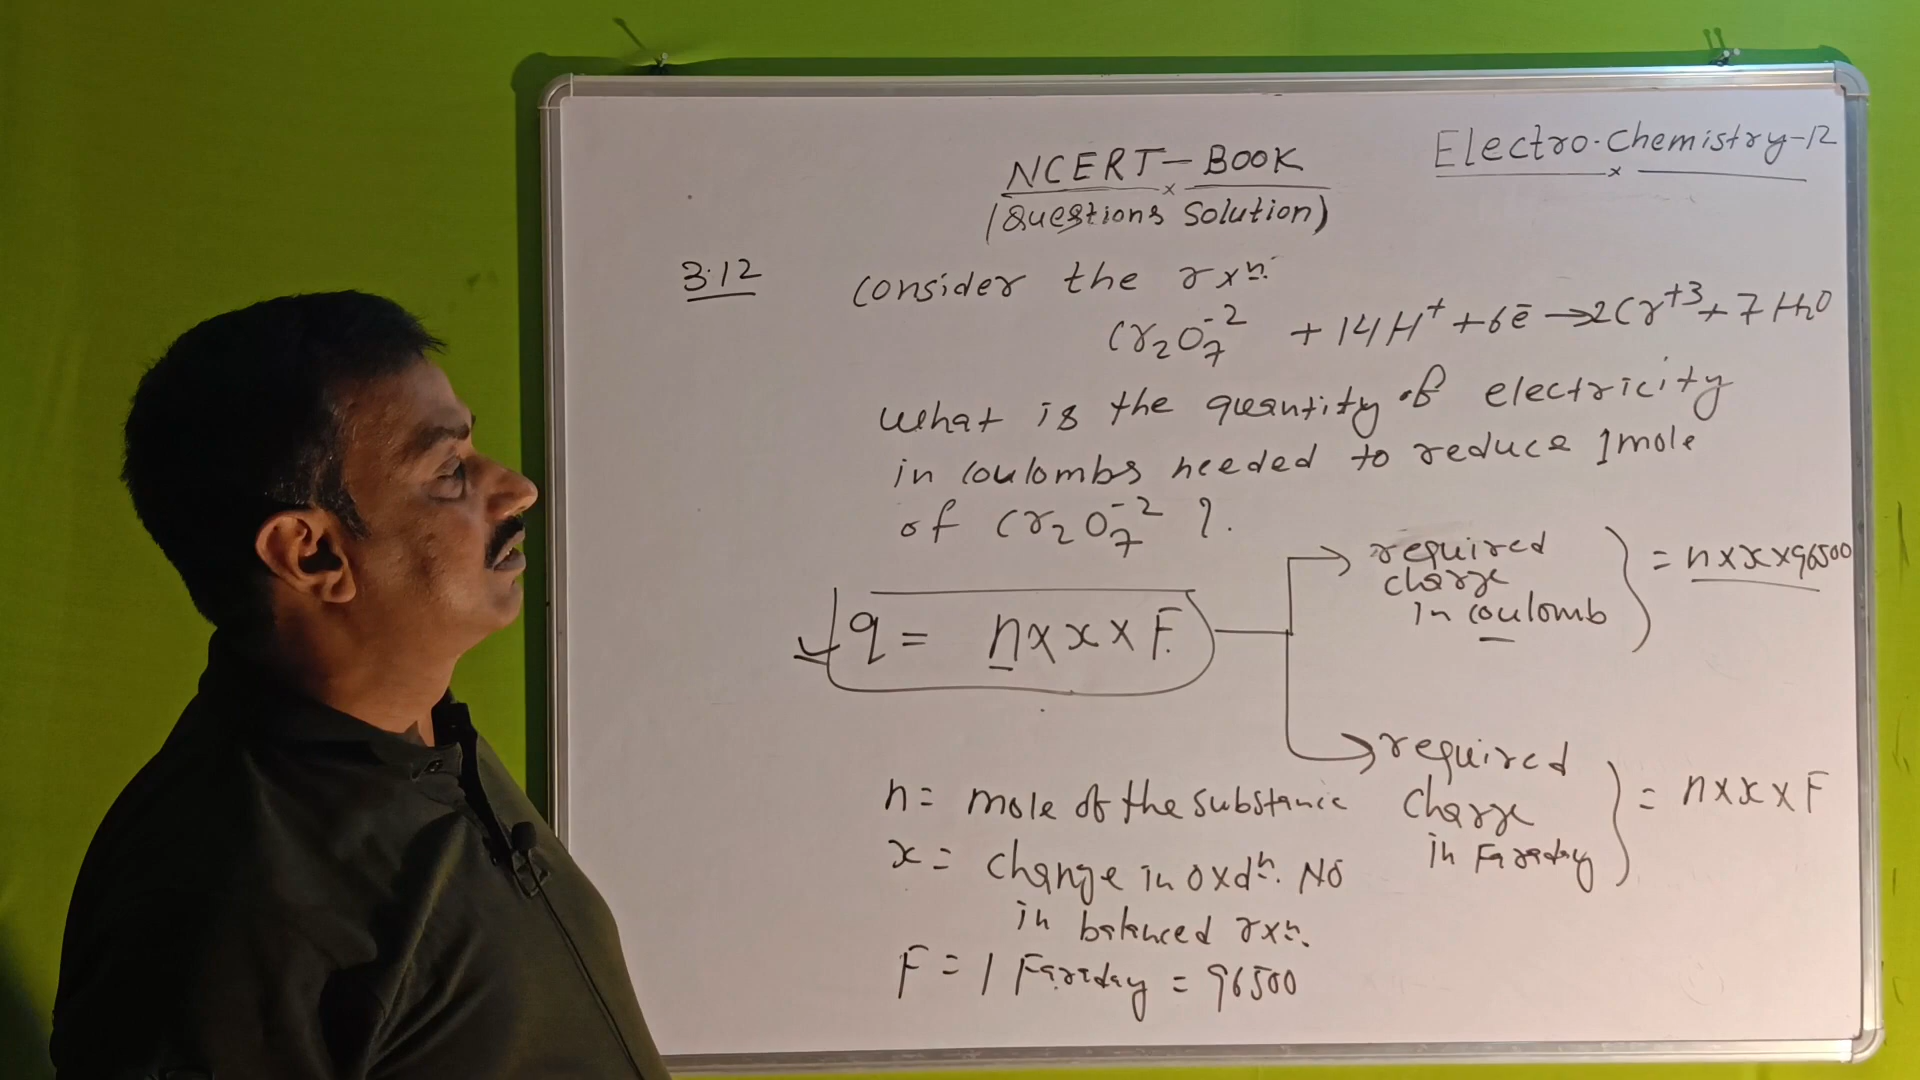 Electro.Chemistry-12
NCERT-BOOK
(Questions Solution)
3.12 Consider the rxn.
Cr2O7^-2 + 14H^+ + 6e^- → 2Cr^+3 + 7H2O
What is the quantity of electricity
in coulombs needed to reduce 1 mole
of Cr2O7^-2 ?.
q = n×x×F
required charge in coulomb } = n×x×96500
required charge in Faraday } = n×x×F
n = mole of the substance
x = change in oxdn. No
in balanced rxn.
F = 1 Faraday = 96500